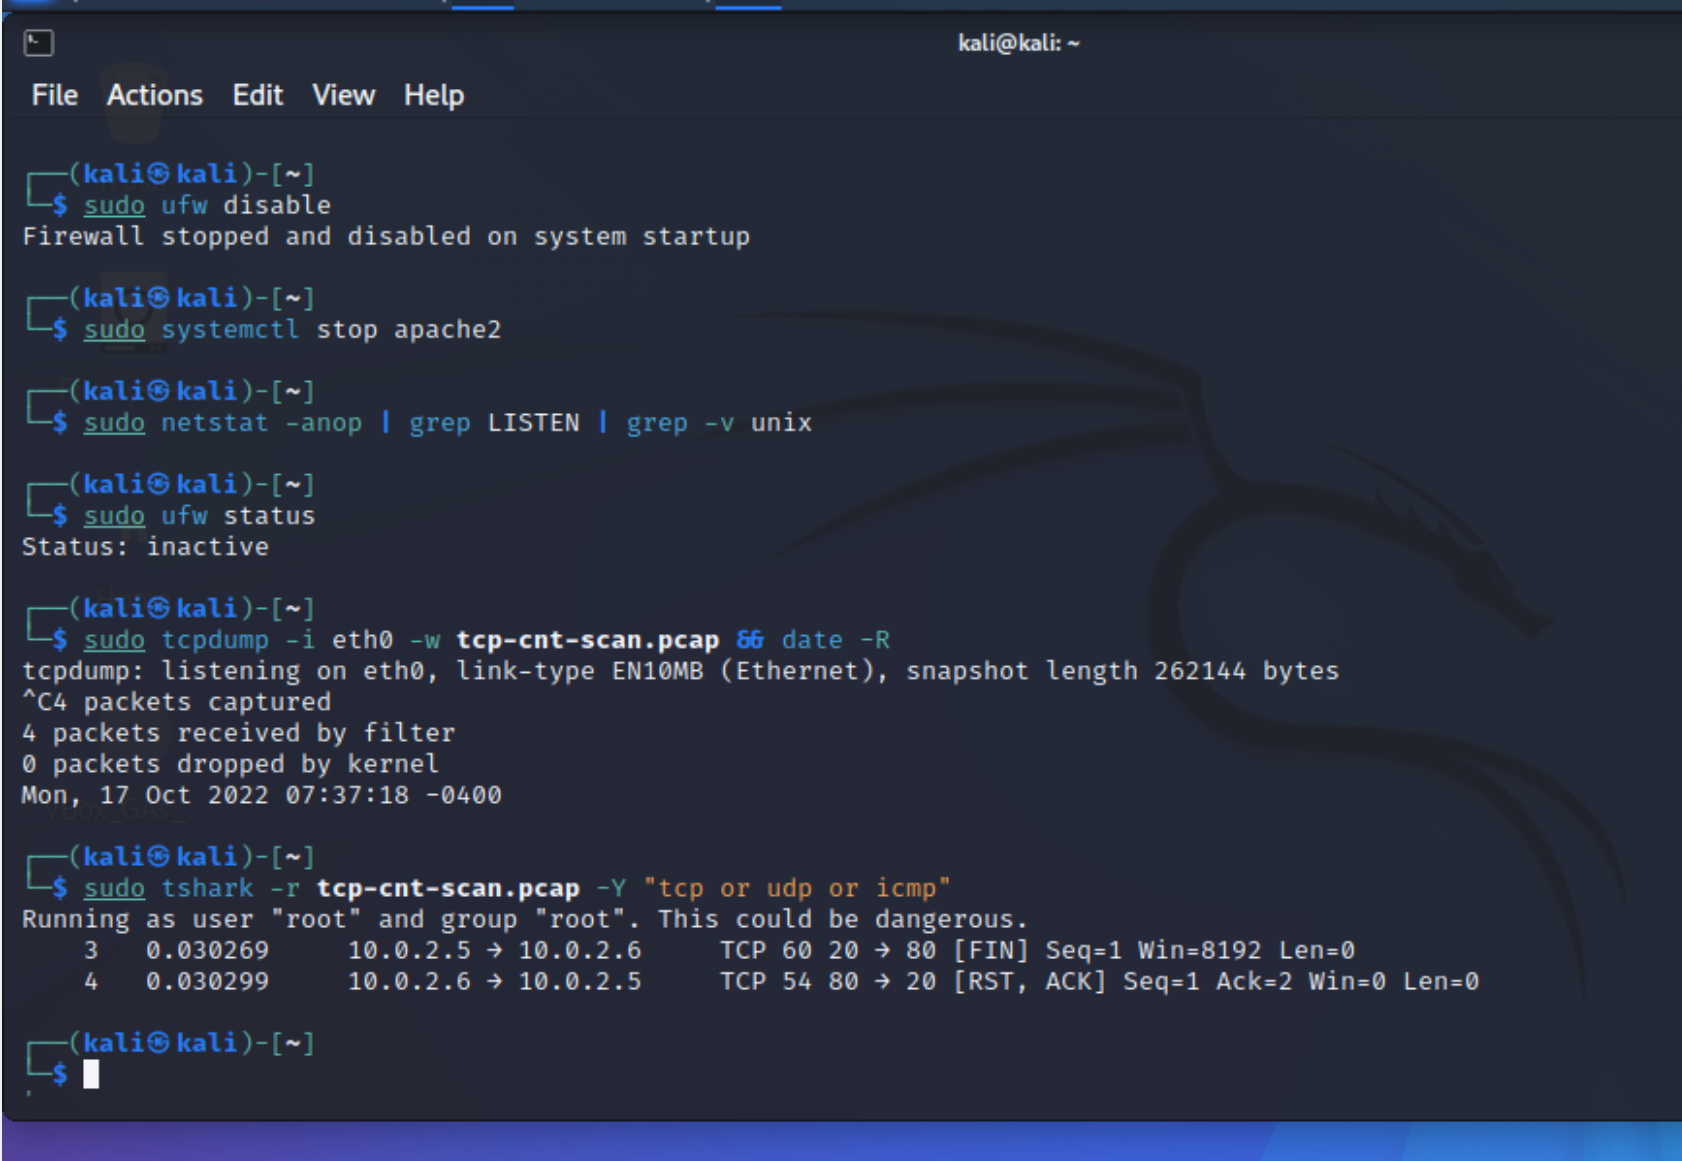 kali@kali: ~
File Actions Edit View Help
┌──(kali㉿kali)-[~]
└─$ sudo ufw disable
Firewall stopped and disabled on system startup
┌──(kali㉿kali)-[~]
└─$ sudo systemctl stop apache2
┌──(kali㉿kali)-[~]
└─$ sudo netstat -anop | grep LISTEN | grep -v unix
┌──(kali㉿kali)-[~]
└─$ sudo ufw status
Status: inactive
┌──(kali㉿kali)-[~]
└─$ sudo tcpdump -i eth0 -w tcp-cnt-scan.pcap && date -R
tcpdump: listening on eth0, link-type EN10MB (Ethernet), snapshot length 262144 bytes
^C4 packets captured
4 packets received by filter
0 packets dropped by kernel
Mon, 17 Oct 2022 07:37:18 -0400
┌──(kali㉿kali)-[~]
└─$ sudo tshark -r tcp-cnt-scan.pcap -Y "tcp or udp or icmp"
Running as user "root" and group "root". This could be dangerous.
    3   0.030269     10.0.2.5 → 10.0.2.6     TCP 60 20 → 80 [FIN] Seq=1 Win=8192 Len=0
    4   0.030299     10.0.2.6 → 10.0.2.5     TCP 54 80 → 20 [RST, ACK] Seq=1 Ack=2 Win=0 Len=0
┌──(kali㉿kali)-[~]
└─$